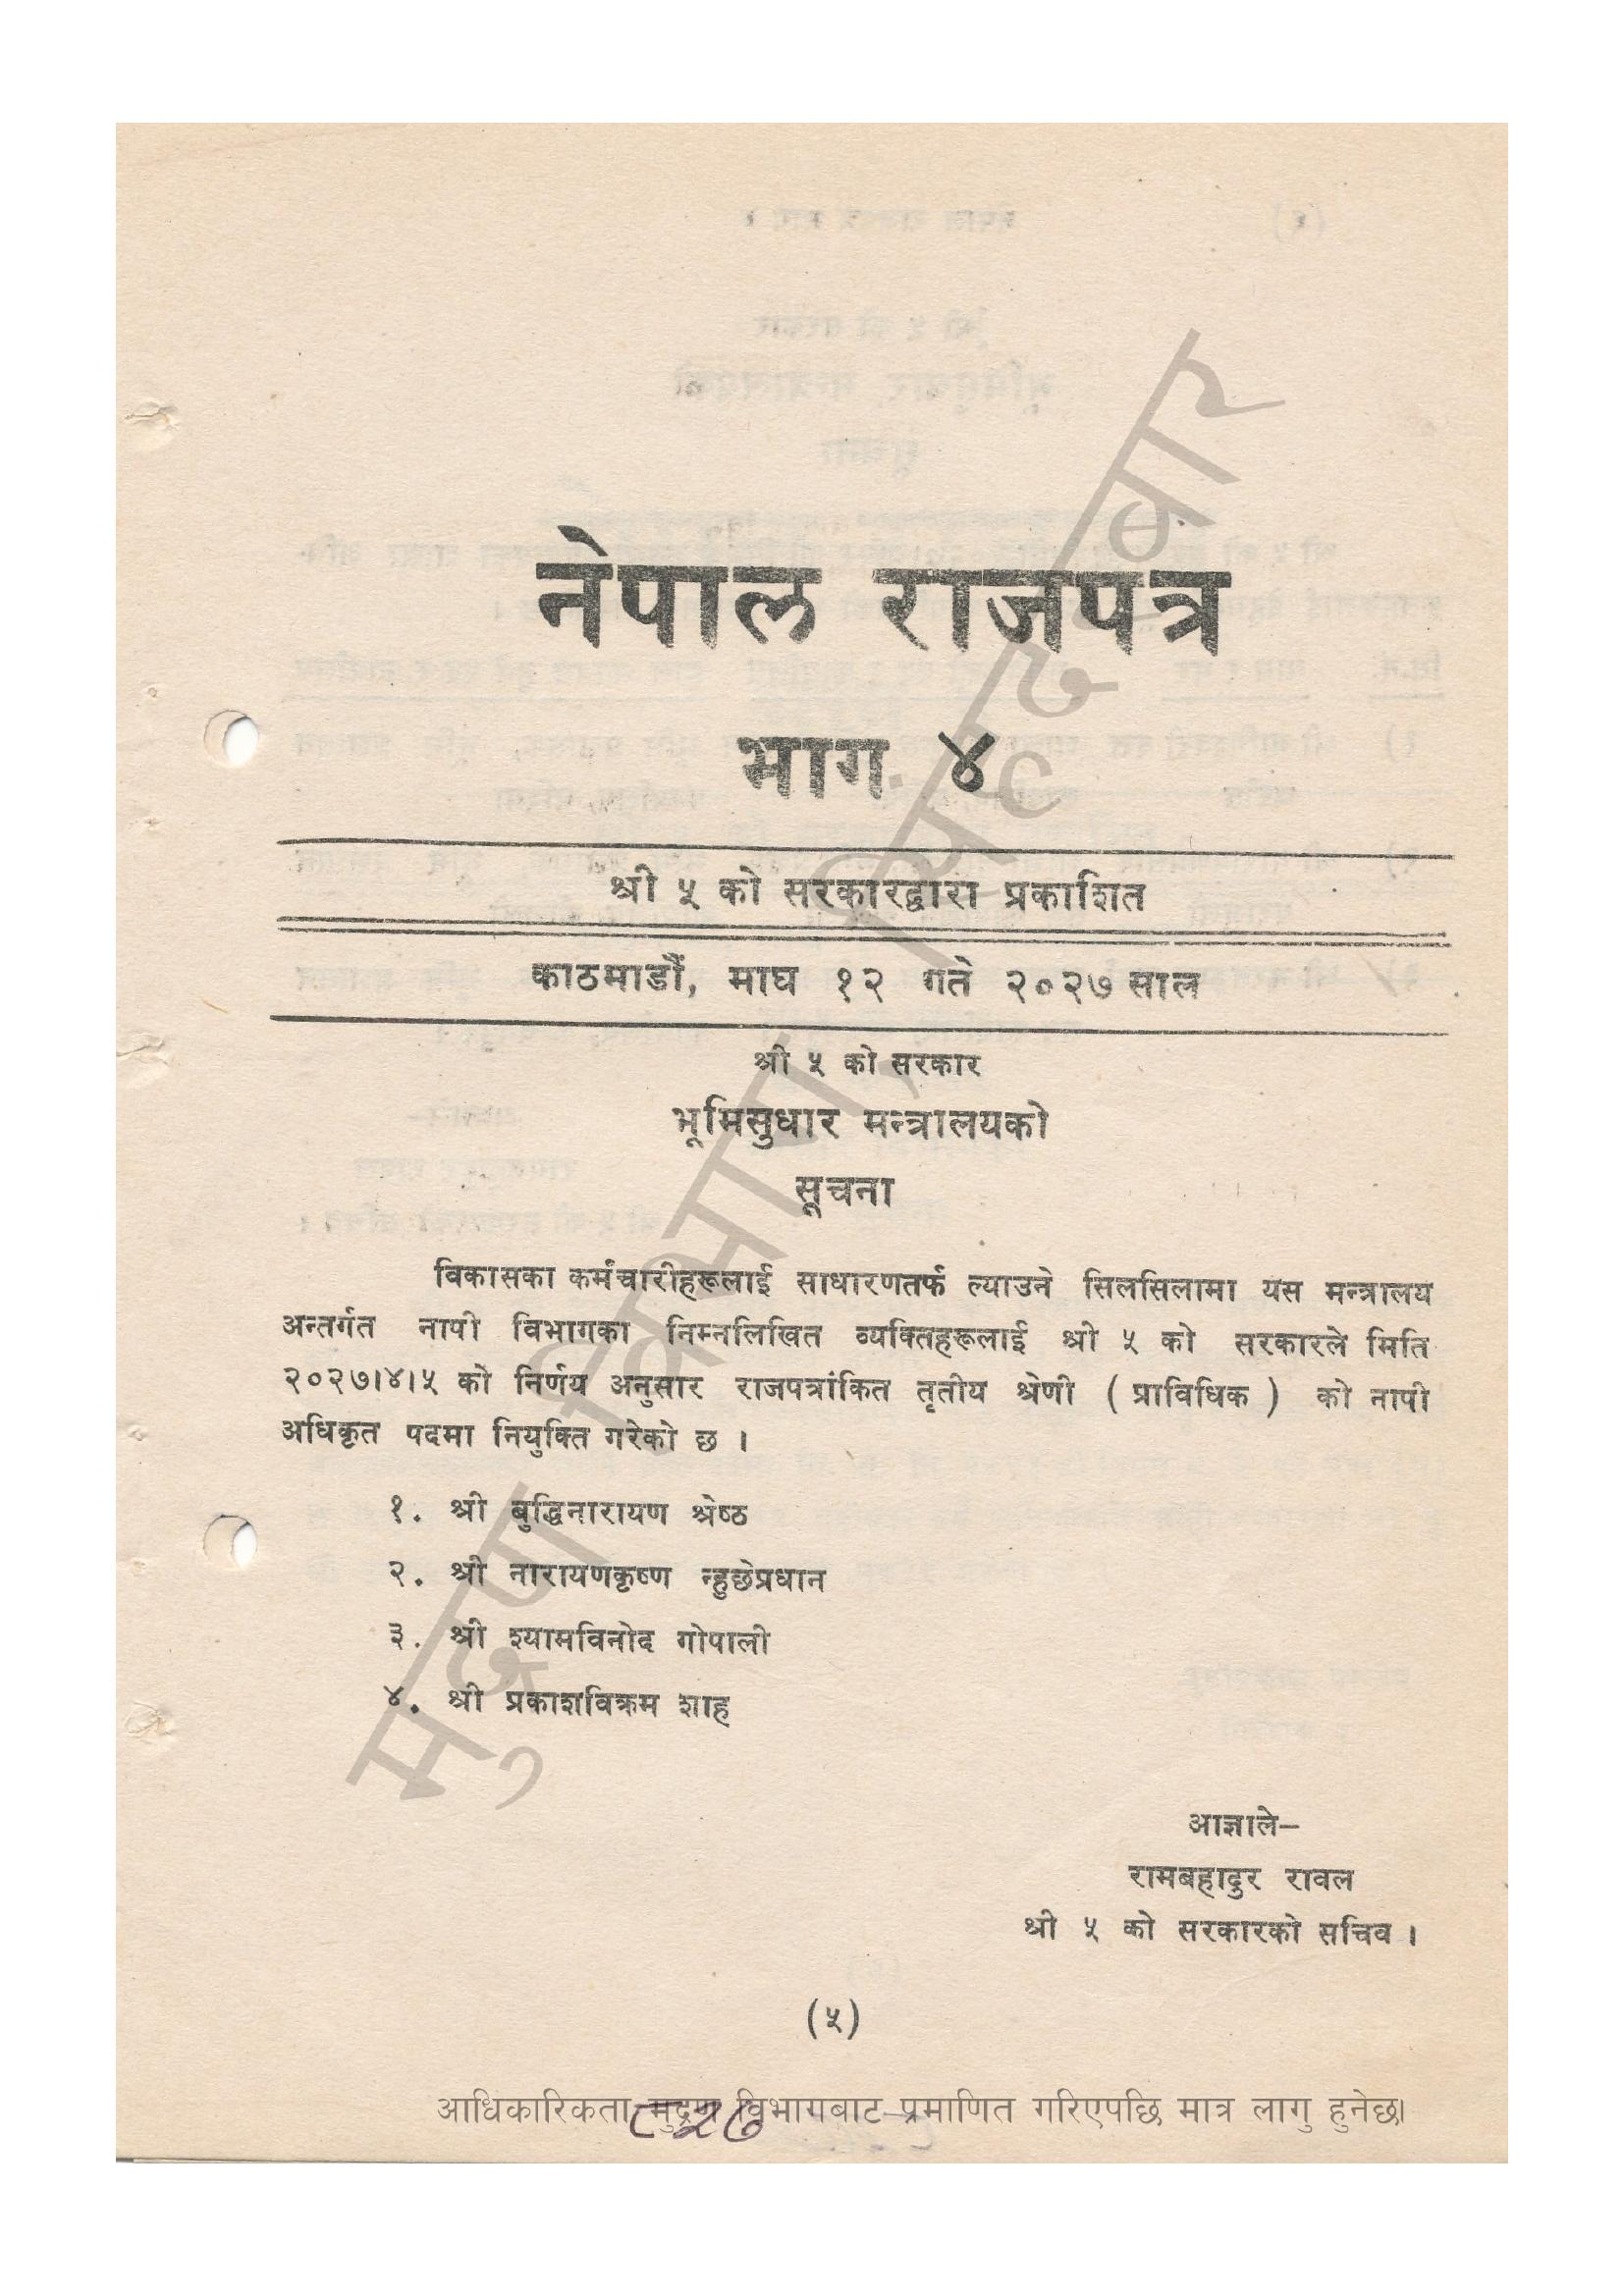 नेपाल राजपत्र
भाग ४
श्री ५ को सरकारद्वारा प्रकाशित
काठमाडौं, माघ १२ गते २०२७ साल
श्री ५ को सरकार
भूमिसुधार मन्त्रालयको
सूचना
विकासका कर्मचारीहरूलाई साधारणतर्फ ल्याउने सिलसिलामा यस मन्त्रालय
अन्तर्गत नापी विभागका निम्नलिखित व्यक्तिहरूलाई श्री ५ को सरकारले मिति
२०२७।४।५ को निर्णय अनुसार राजपत्रांकित तृतीय श्रेणी ( प्राविधिक ) को नापी
अधिकृत पदमा नियुक्ति गरेको छ ।
१. श्री बुद्धिनारायण श्रेष्ठ
२. श्री नारायणकृष्ण न्हुछेप्रधान
३. श्री श्यामविनोद गोपाली
४. श्री प्रकाशविक्रम शाह
आज्ञाले–
रामबहादुर रावल
श्री ५ को सरकारको सचिव ।
(५)
आधिकारिकता मुद्रण विभागबाट प्रमाणित गरिएपछि मात्र लागु हुनेछ।
८२७
मुद्रण विभाग, सिंहदरवार